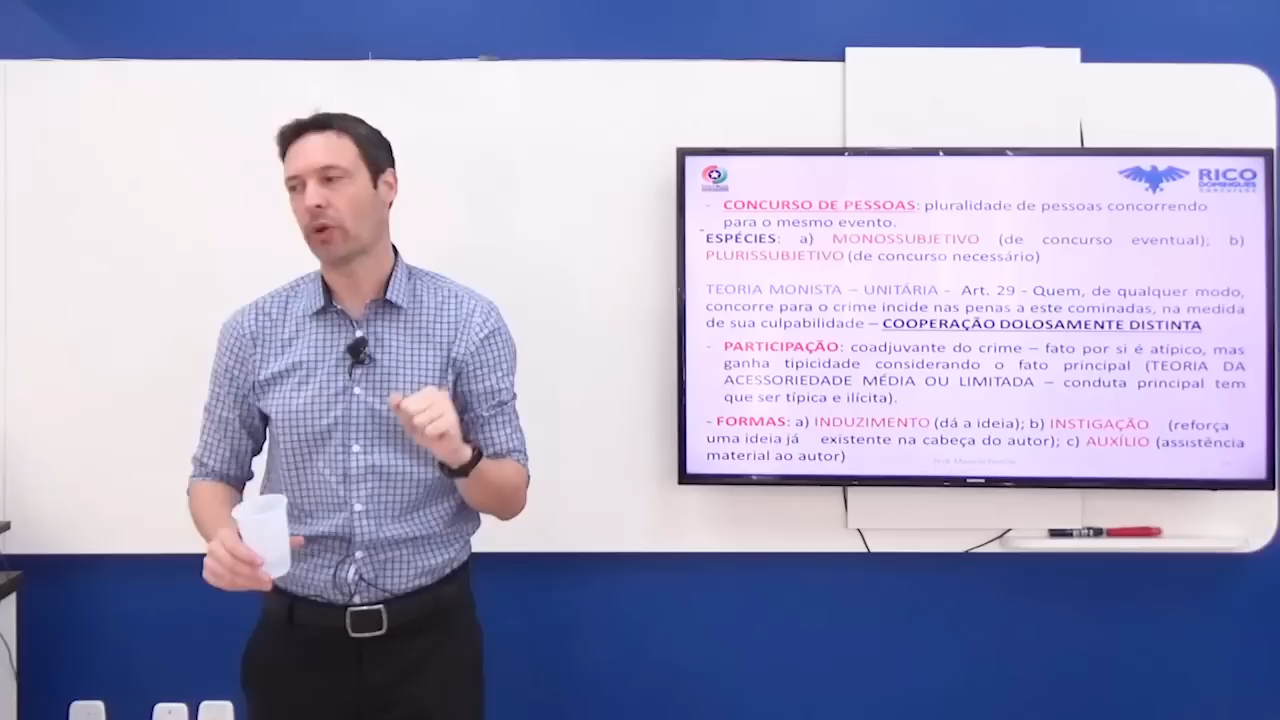 RICO
DOMINGUES
CONCURSOS
- CONCURSO DE PESSOAS: pluralidade de pessoas concorrendo
para o mesmo evento.
ESPÉCIES: a) MONOSSUBJETIVO (de concurso eventual); b)
PLURISSUBJETIVO (de concurso necessário)
TEORIA MONISTA – UNITÁRIA - Art. 29 - Quem, de qualquer modo,
concorre para o crime incide nas penas a este cominadas, na medida
de sua culpabilidade – COOPERAÇÃO DOLOSAMENTE DISTINTA
- PARTICIPAÇÃO: coadjuvante do crime – fato por si é atípico, mas
ganha tipicidade considerando o fato principal (TEORIA DA
ACESSORIEDADE MÉDIA OU LIMITADA – conduta principal tem
que ser típica e ilícita).
- FORMAS: a) INDUZIMENTO (dá a ideia); b) INSTIGAÇÃO (reforça
uma ideia já existente na cabeça do autor); c) AUXÍLIO (assistência
material ao autor)